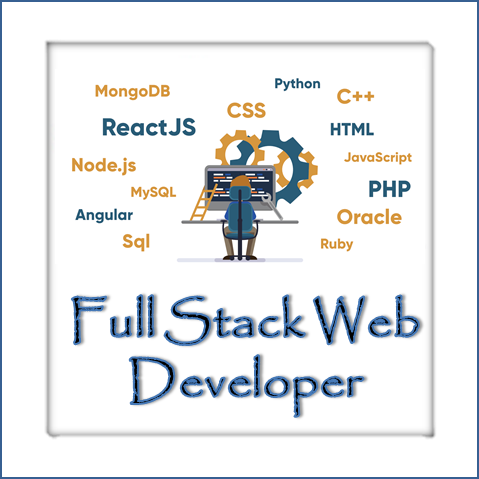 Python
MongoDB
C++
CSS
ReactJS
HTML
JavaScript
Node.js
MySQL
PHP
Angular
Oracle
Sql
Ruby
Full Stack Web
Developer